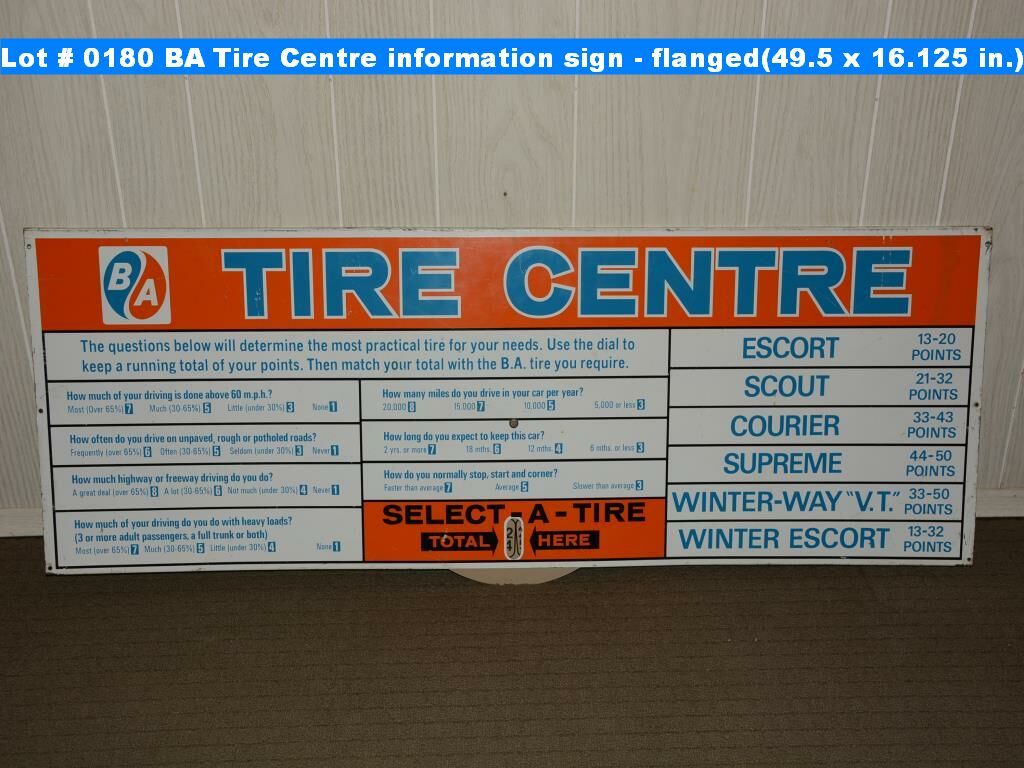 Lot # 0180 BA Tire Centre information sign - flanged(49.5 x 16.125 in.)
BA TIRE CENTRE
The questions below will determine the most practical tire for your needs. Use the dial to
keep a running total of your points. Then match your total with the B.A. tire you require.
How much of your driving is done above 60 m.p.h.?
Most (Over 65%) 7 Much (30-65%) 5 Little (under 30%) 3 None 1
How often do you drive on unpaved, rough or potholed roads?
Frequently (over 65%) 6 Often (30-65%) 5 Seldom (under 30%) 3 Never 1
How much highway or freeway driving do you do?
A great deal (over 65%) 8 A lot (30-65%) 6 Not much (under 30%) 4 Never 1
How much of your driving do you do with heavy loads?
(3 or more adult passengers, a full trunk or both)
Most (over 65%) 7 Much (30-65%) 5 Little (under 30%) 4 None 1
How many miles do you drive in your car per year?
20,000 8 15,000 7 10,000 5 5,000 or less 3
How long do you expect to keep this car?
2 yrs. or more 7 18 mths. 6 12 mths. 4 6 mths. or less 3
How do you normally stop, start and corner?
Faster than average 7 Average 5 Slower than average 3
SELECT-A-TIRE
TOTAL HERE
ESCORT 13-20 POINTS
SCOUT 21-32 POINTS
COURIER 33-43 POINTS
SUPREME 44-50 POINTS
WINTER-WAY "V.T." 33-50 POINTS
WINTER ESCORT 13-32 POINTS